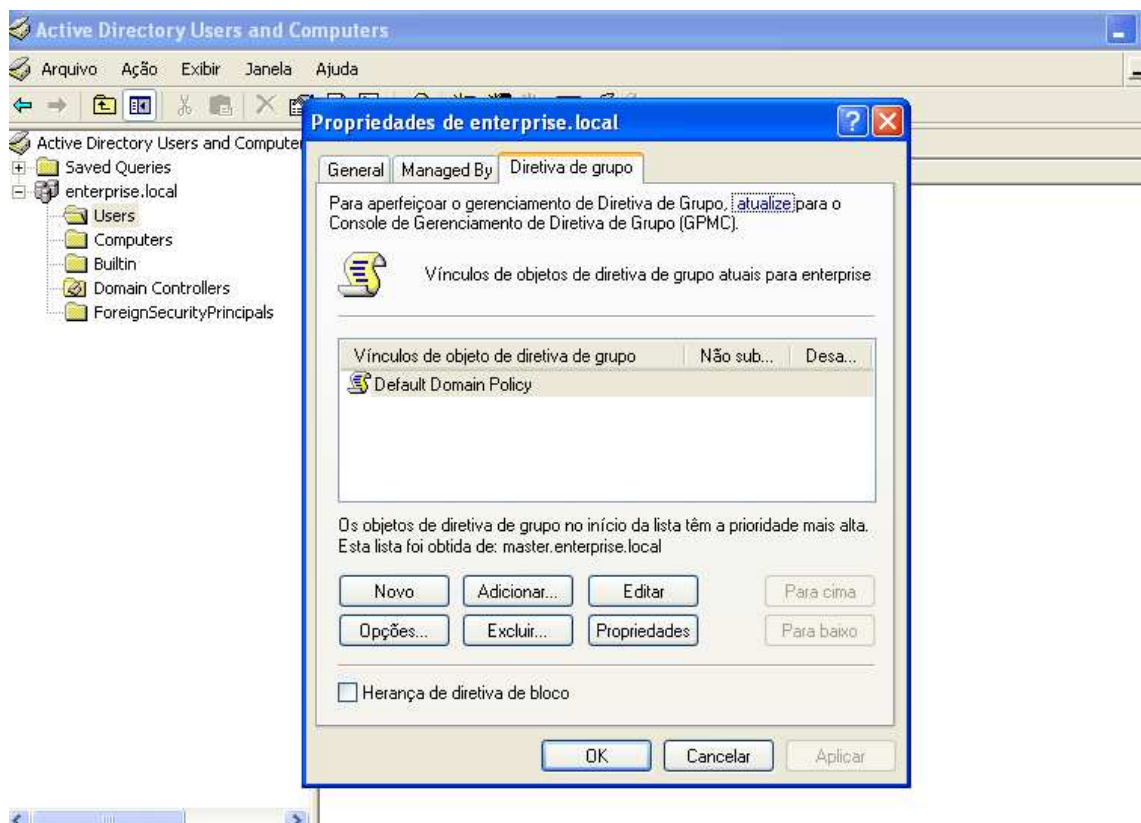 Active Directory Users and Computers
Arquivo Ação Exibir Janela Ajuda
Active Directory Users and Compute
Saved Queries
enterprise.local
Users
Computers
Builtin
Domain Controllers
ForeignSecurityPrincipals
Propriedades de enterprise.local
General Managed By Diretiva de grupo
Para aperfeiçoar o gerenciamento de Diretiva de Grupo, atualize para o
Console de Gerenciamento de Diretiva de Grupo (GPMC).
Vínculos de objetos de diretiva de grupo atuais para enterprise
Vínculos de objeto de diretiva de grupo Não sub... Desa...
Default Domain Policy
Os objetos de diretiva de grupo no início da lista têm a prioridade mais alta.
Esta lista foi obtida de: master.enterprise.local
Novo Adicionar... Editar Para cima
Opções... Excluir... Propriedades Para baixo
Herança de diretiva de bloco
OK Cancelar Aplicar